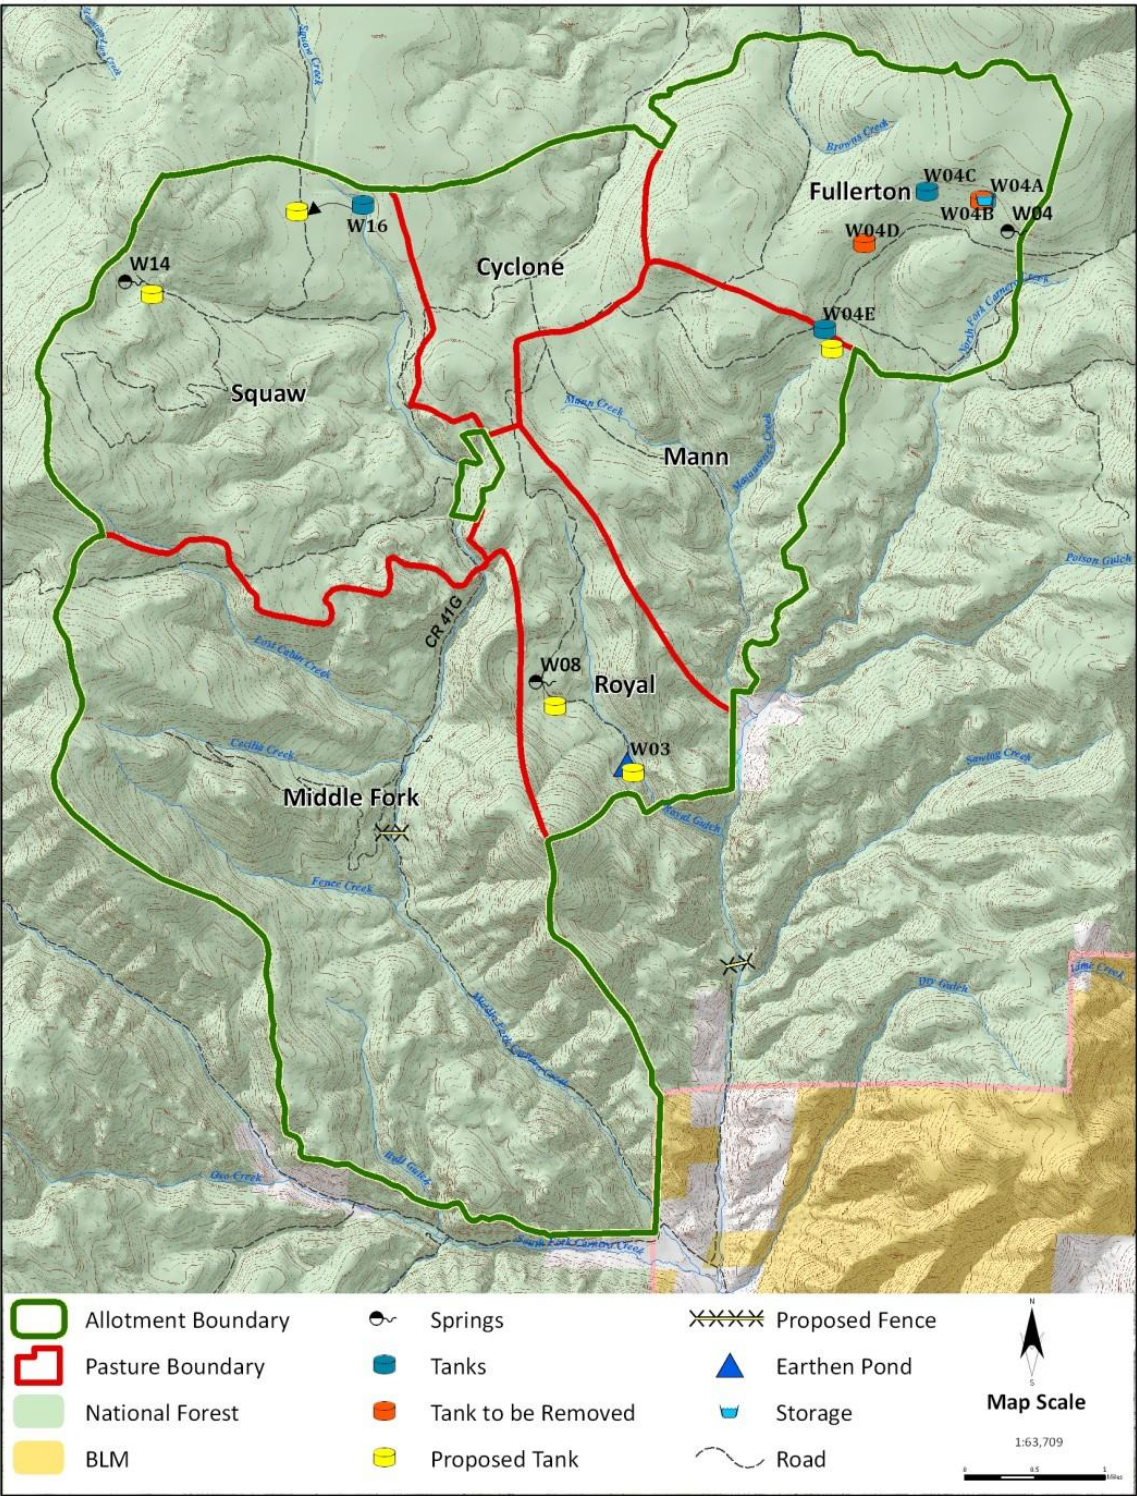 Squaw Creek
Browns Creek
Fullerton
W04C
W04A
W04B
W04
W16
W04D
Cyclone
W14
North Fork Carnero Creek
W04E
Squaw
Mann Creek
Mann
Poison Gulch
CR 41G
Lost Cabin Creek
W08
Royal
Cecilia Creek
W03
Middle Fork
Royal Gulch
Fence Creek
DD Gulch
Lime Creek
Middle Fork Carnero Creek
Bull Gulch
Oso Creek
South Fork Carnero Creek
Allotment Boundary
Springs
Proposed Fence
N
Pasture Boundary
Tanks
Earthen Pond
S
National Forest
Tank to be Removed
Storage
Map Scale
BLM
Proposed Tank
Road
1:63,709
0 0.5 1
Miles